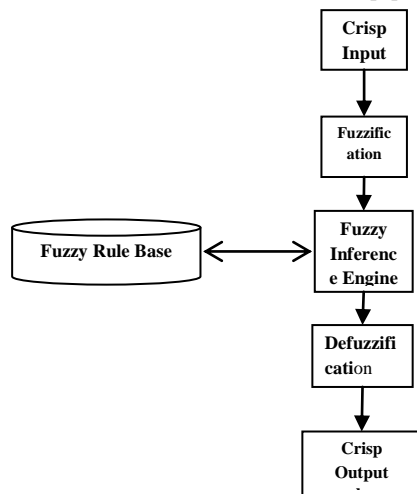 Crisp
Input
Fuzzific
ation
Fuzzy Rule Base
Fuzzy
Inferenc
e Engine
Defuzzifi
cation
Crisp
Output